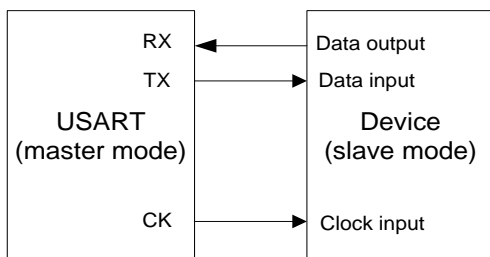 RX
Data output
TX
Data input
USART
(master mode)
Device
(slave mode)
CK
Clock input